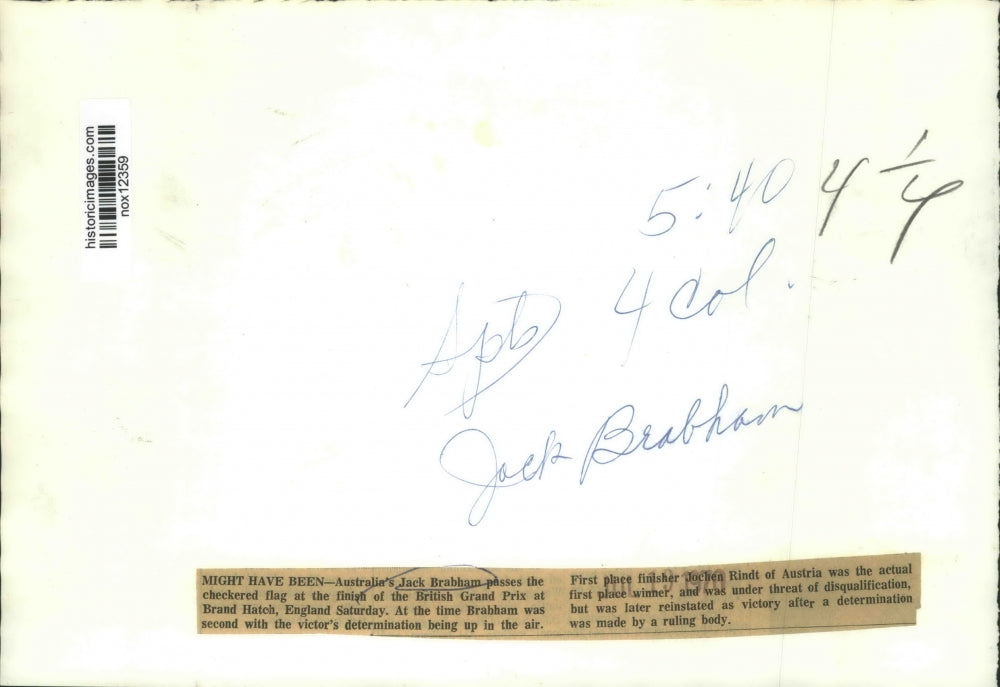 historicimages.com
nox12359
5:40 4 1/4
4 Col.
Jack Brabham
MIGHT HAVE BEEN—Australia's Jack Brabham passes the
checkered flag at the finish of the British Grand Prix at
Brand Hatch, England Saturday. At the time Brabham was
second with the victor's determination being up in the air.
First place finisher Jochen Rindt of Austria was the actual
first place winner, and was under threat of disqualification,
but was later reinstated as victory after a determination
was made by a ruling body.